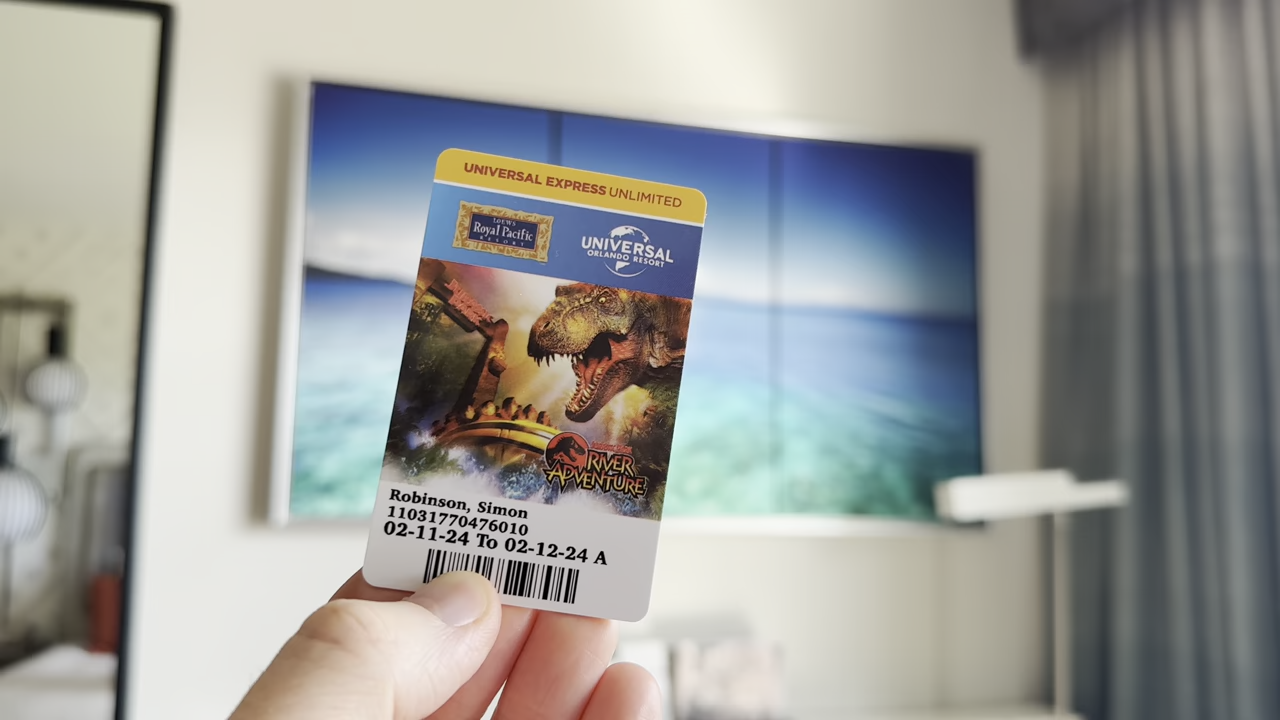 UNIVERSAL EXPRESS UNLIMITED
LOEWS
Royal Pacific
RESORT
UNIVERSAL
ORLANDO RESORT
RIVER
ADVENTURE
Robinson, Simon
11031770476010
02-11-24 To 02-12-24 A